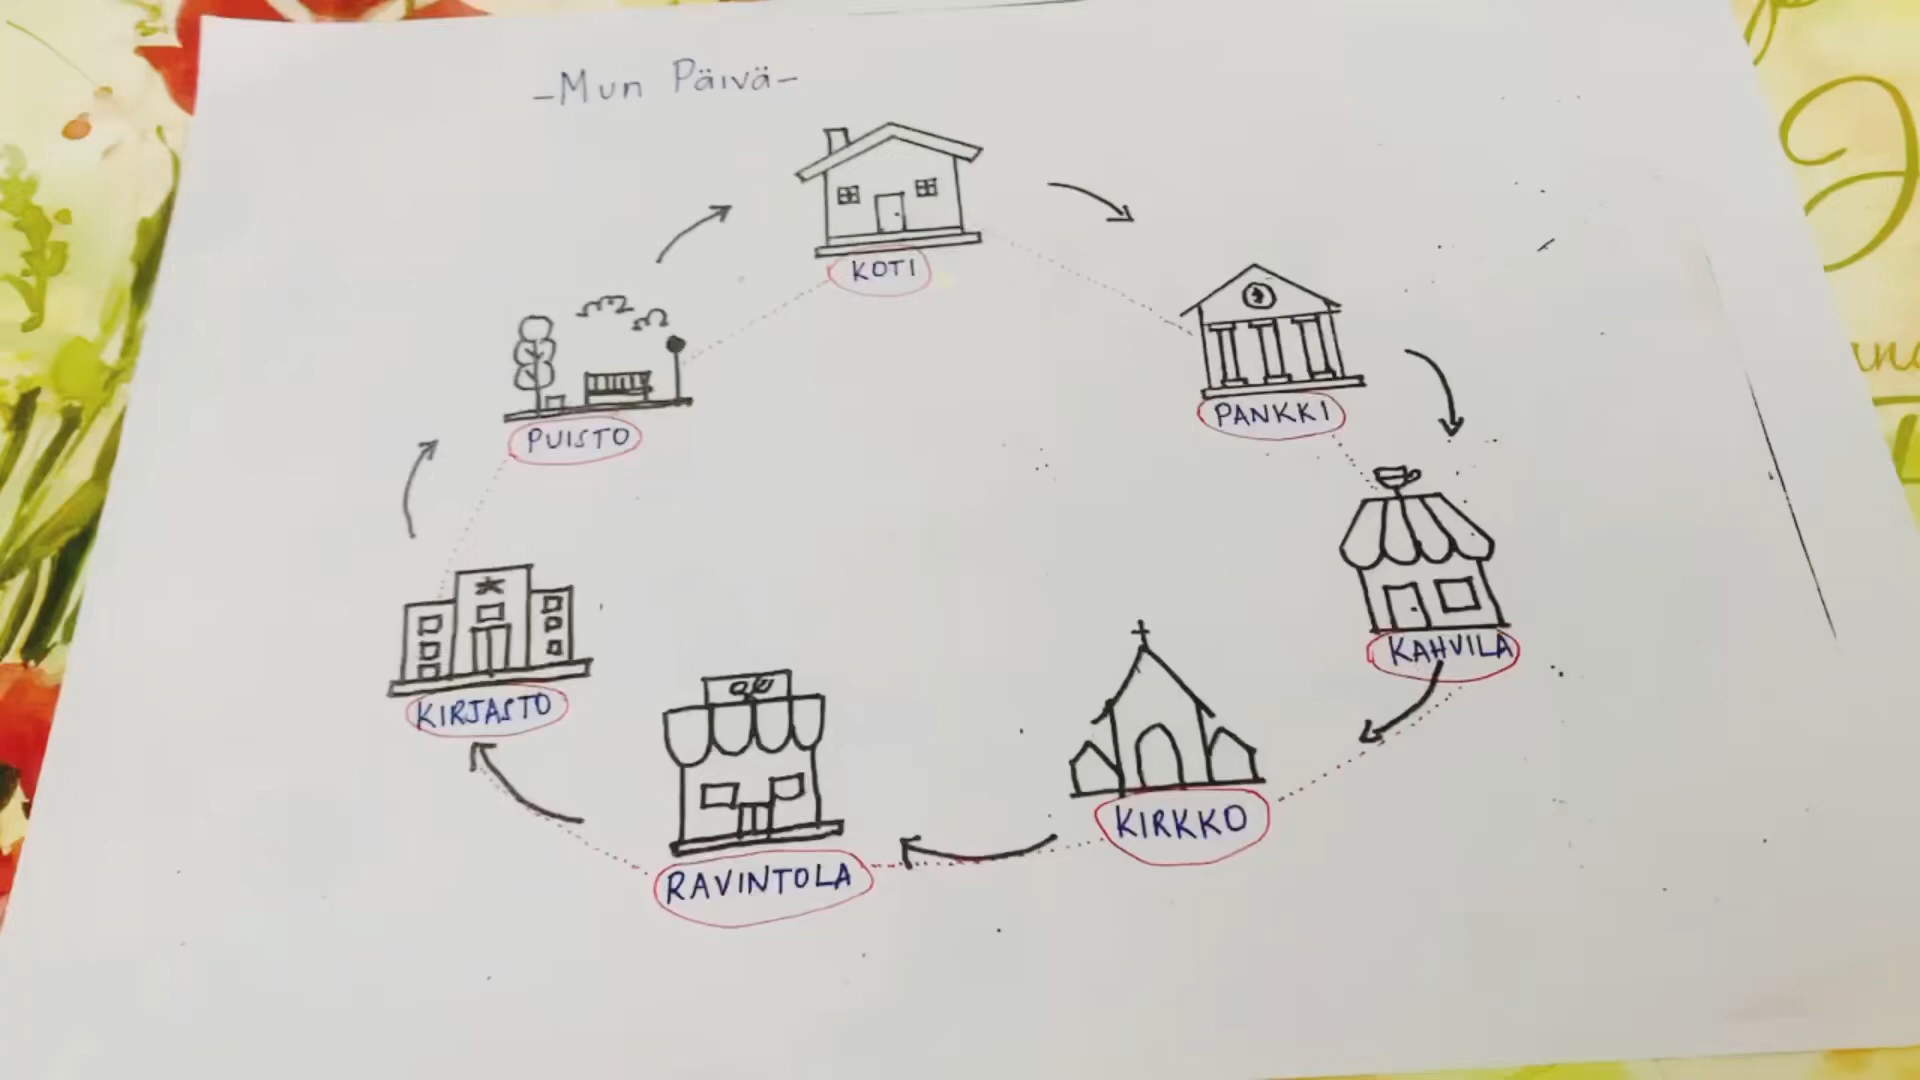 -Mun Päivä-
KOTI
PANKKI
KAHVILA
KIRKKO
RAVINTOLA
KIRJASTO
PUISTO